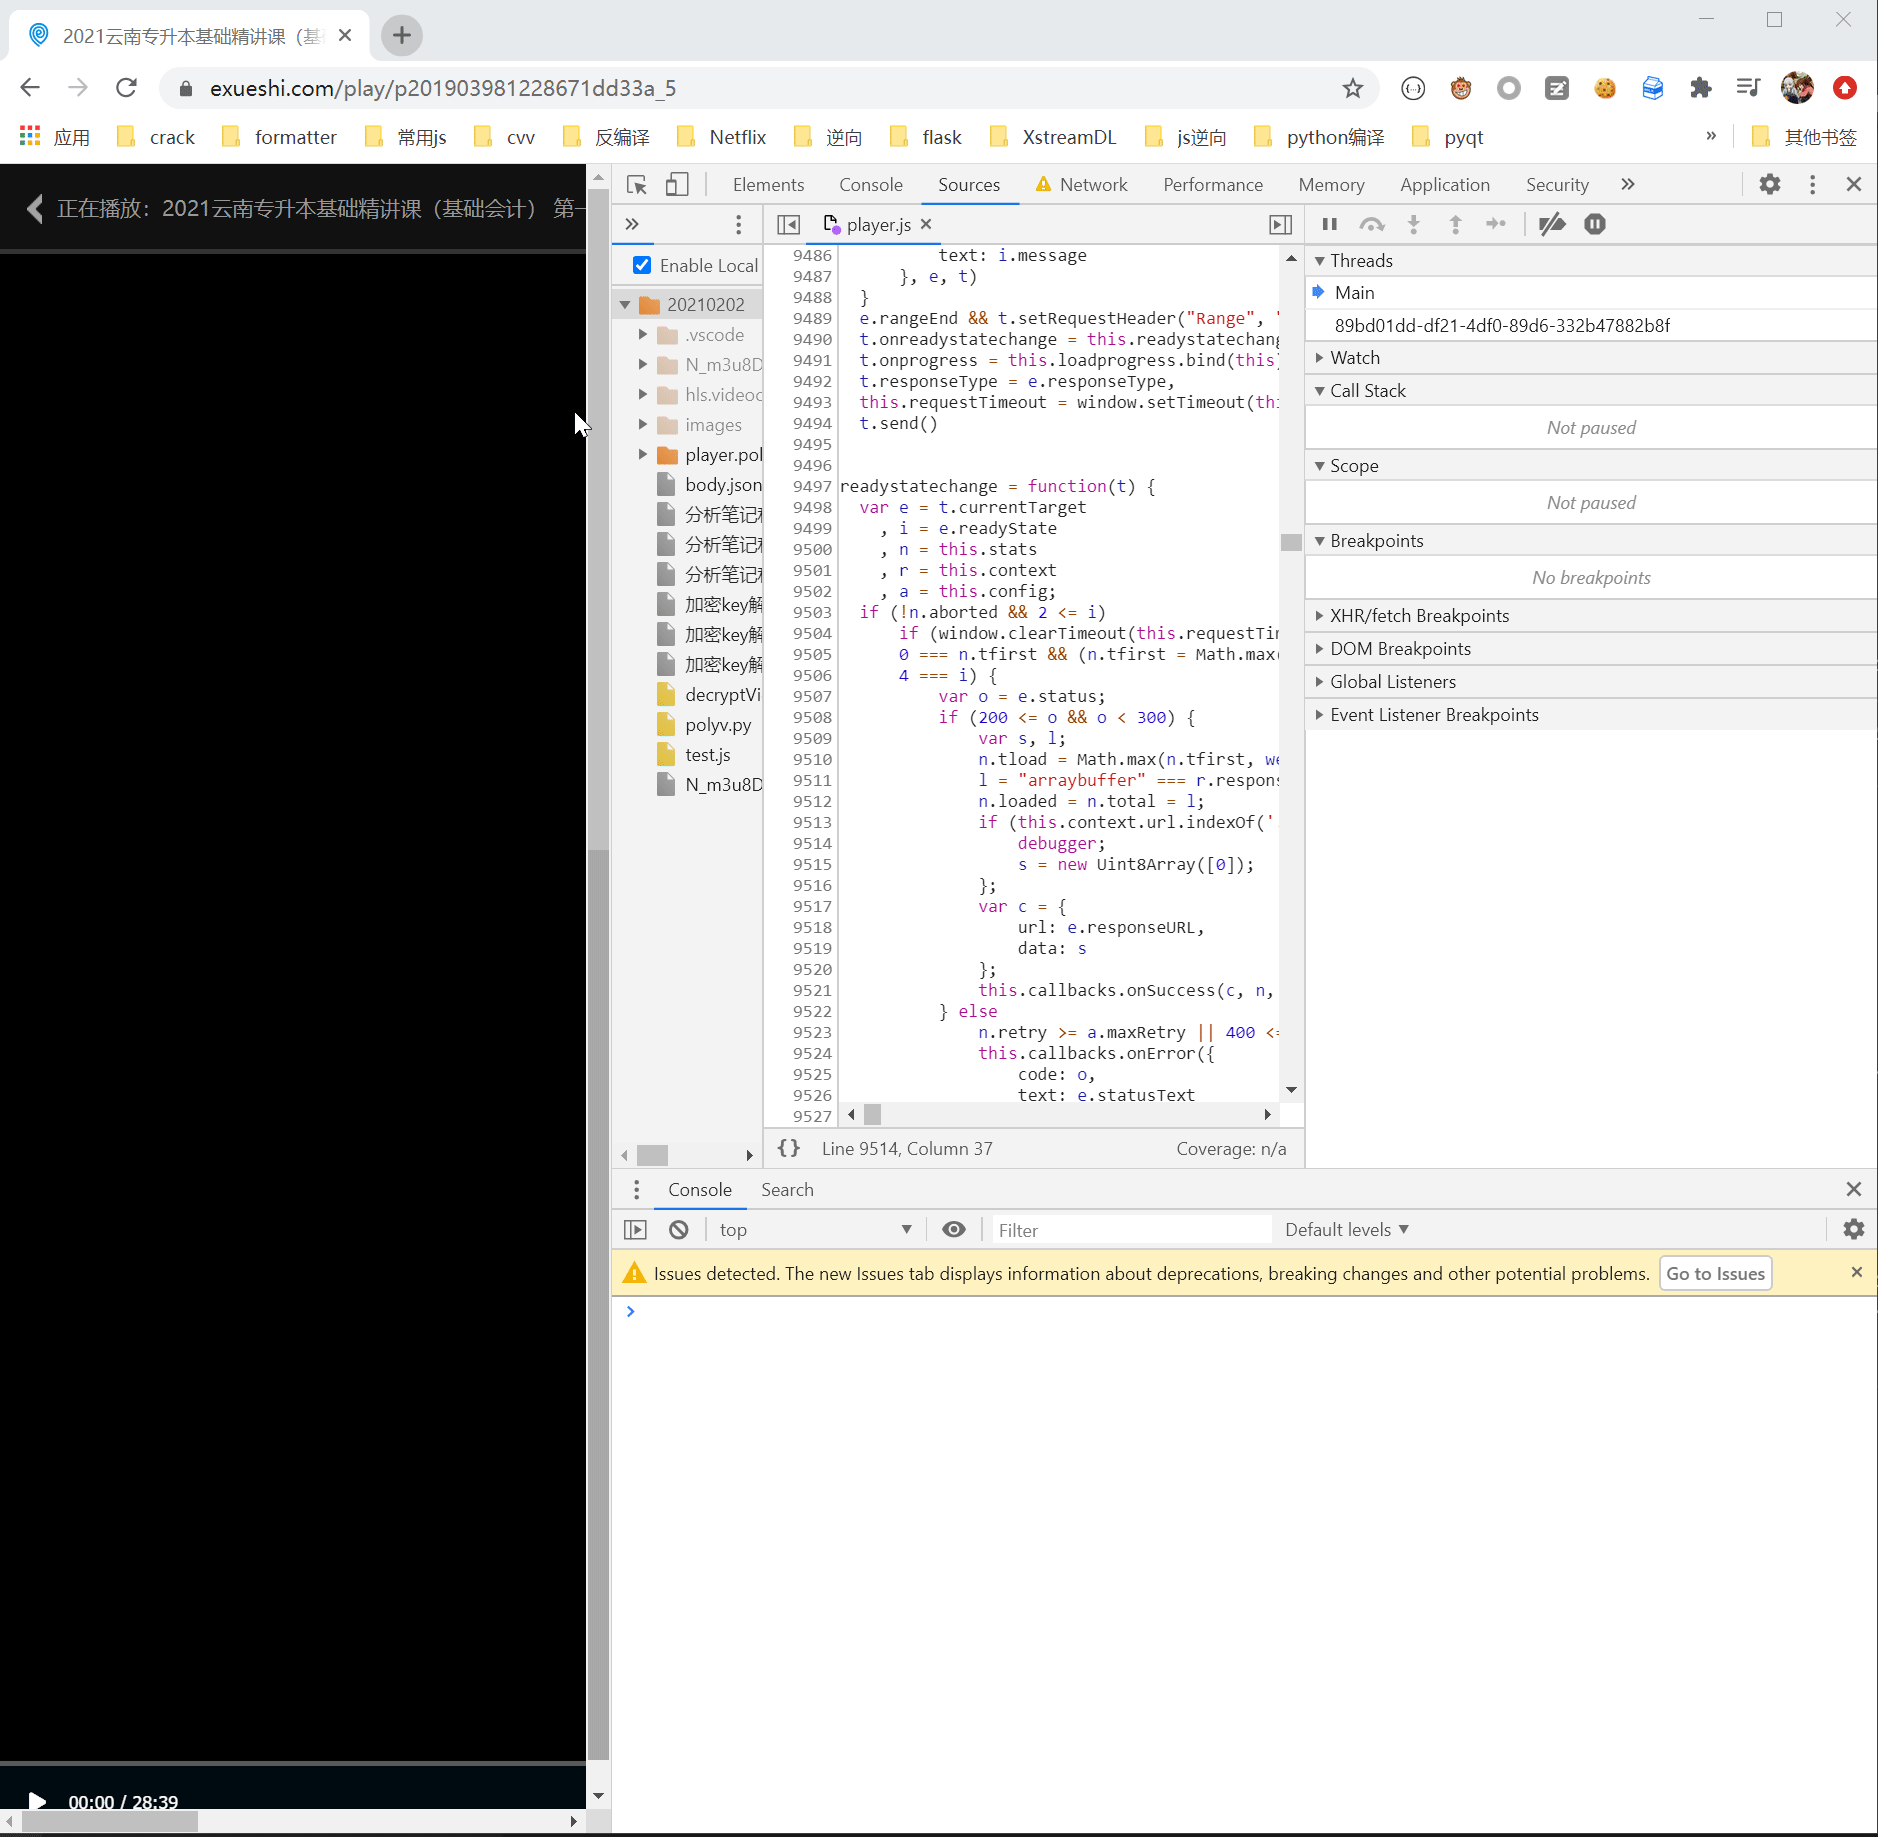 2021云南专升本基础精讲课（基
exueshi.com/play/p201903981228671dd33a_5
应用 crack formatter 常用js cvv 反编译 Netflix 逆向 flask XstreamDL js逆向 python编译 pyqt » 其他书签
正在播放：2021云南专升本基础精讲课（基础会计） 第一
Elements Console Sources Network Performance Memory Application Security »
» player.js
Enable Local
20210202
.vscode
N_m3u8D
hls.videoc
images
player.pol
body.json
分析笔记
分析笔记
分析笔记
加密key解
加密key解
加密key解
decryptVi
polyv.py
test.js
N_m3u8D
9486 text: i.message
9487 }, e, t)
9488 }
9489 e.rangeEnd && t.setRequestHeader("Range",
9490 t.onreadystatechange = this.readystatechang
9491 t.onprogress = this.loadprogress.bind(this)
9492 t.responseType = e.responseType,
9493 this.requestTimeout = window.setTimeout(thi
9494 t.send()
9495
9496
9497 readystatechange = function(t) {
9498 var e = t.currentTarget
9499 , i = e.readyState
9500 , n = this.stats
9501 , r = this.context
9502 , a = this.config;
9503 if (!n.aborted && 2 <= i)
9504 if (window.clearTimeout(this.requestTim
9505 0 === n.tfirst && (n.tfirst = Math.max(
9506 4 === i) {
9507 var o = e.status;
9508 if (200 <= o && o < 300) {
9509 var s, l;
9510 n.tload = Math.max(n.tfirst, we
9511 l = "arraybuffer" === r.respons
9512 n.loaded = n.total = l;
9513 if (this.context.url.indexOf('
9514 debugger;
9515 s = new Uint8Array([0]);
9516 };
9517 var c = {
9518 url: e.responseURL,
9519 data: s
9520 };
9521 this.callbacks.onSuccess(c, n,
9522 } else
9523 n.retry >= a.maxRetry || 400 <=
9524 this.callbacks.onError({
9525 code: o,
9526 text: e.statusText
9527
{} Line 9514, Column 37 Coverage: n/a
Threads
Main
89bd01dd-df21-4df0-89d6-332b47882b8f
Watch
Call Stack
Not paused
Scope
Not paused
Breakpoints
No breakpoints
XHR/fetch Breakpoints
DOM Breakpoints
Global Listeners
Event Listener Breakpoints
Console Search
top Filter Default levels
Issues detected. The new Issues tab displays information about deprecations, breaking changes and other potential problems. Go to Issues
00:00 / 28:39